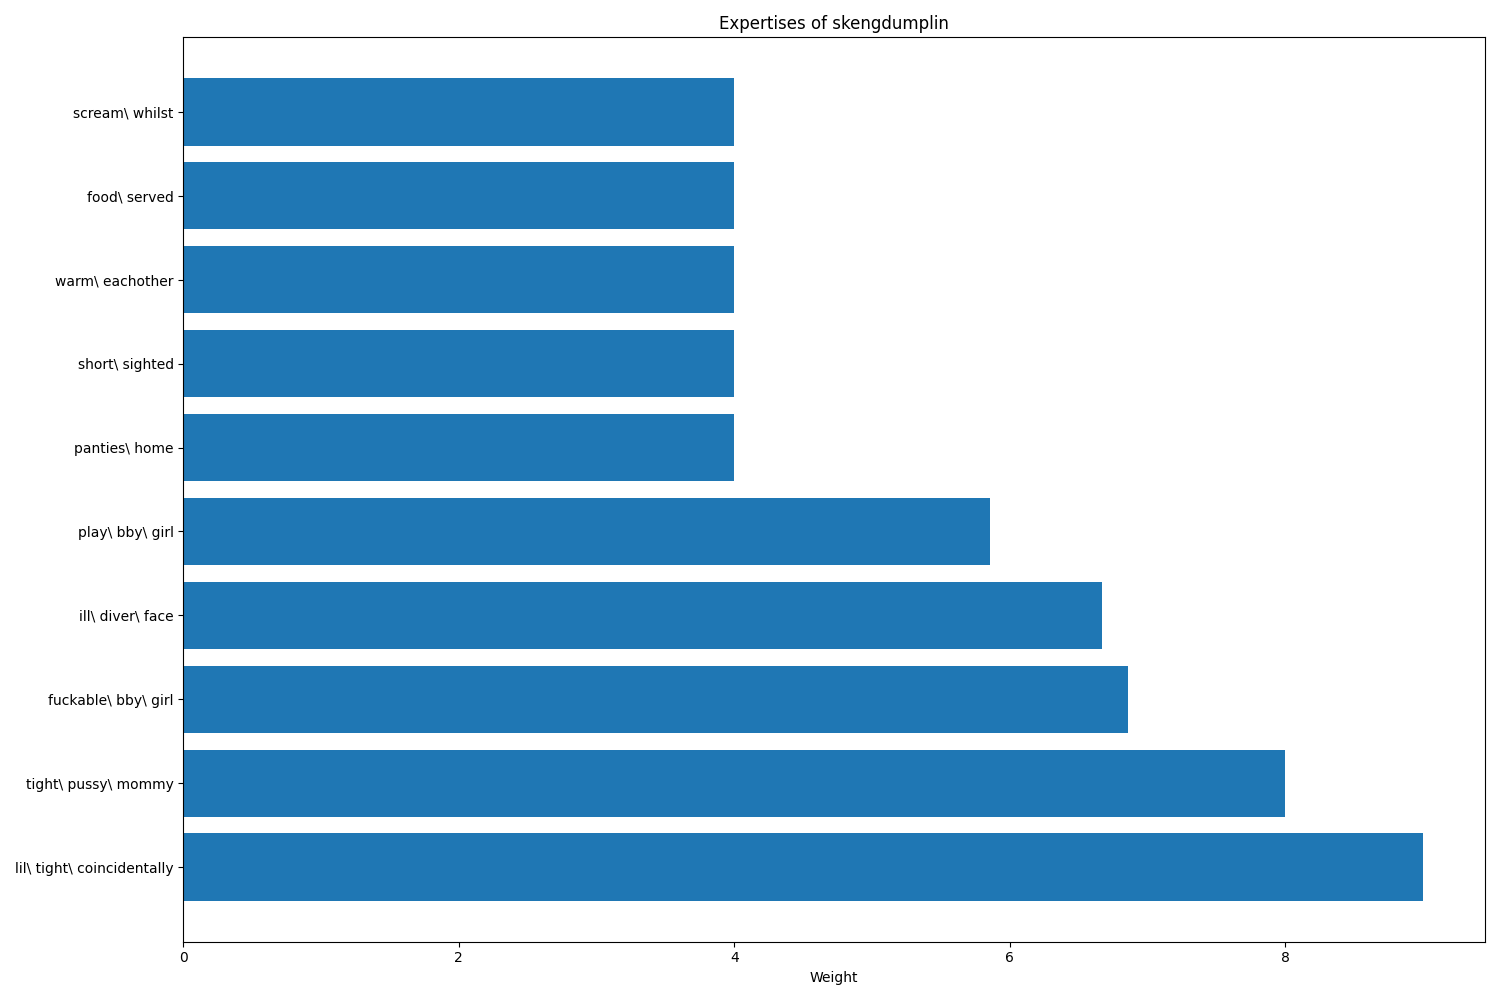 Expertises of skengdumplin
scream\ whilst
food\ served
warm\ eachother
short\ sighted
panties\ home
play\ bby\ girl
ill\ diver\ face
fuckable\ bby\ girl
tight\ pussy\ mommy
lil\ tight\ coincidentally
0 2 4 6 8
Weight